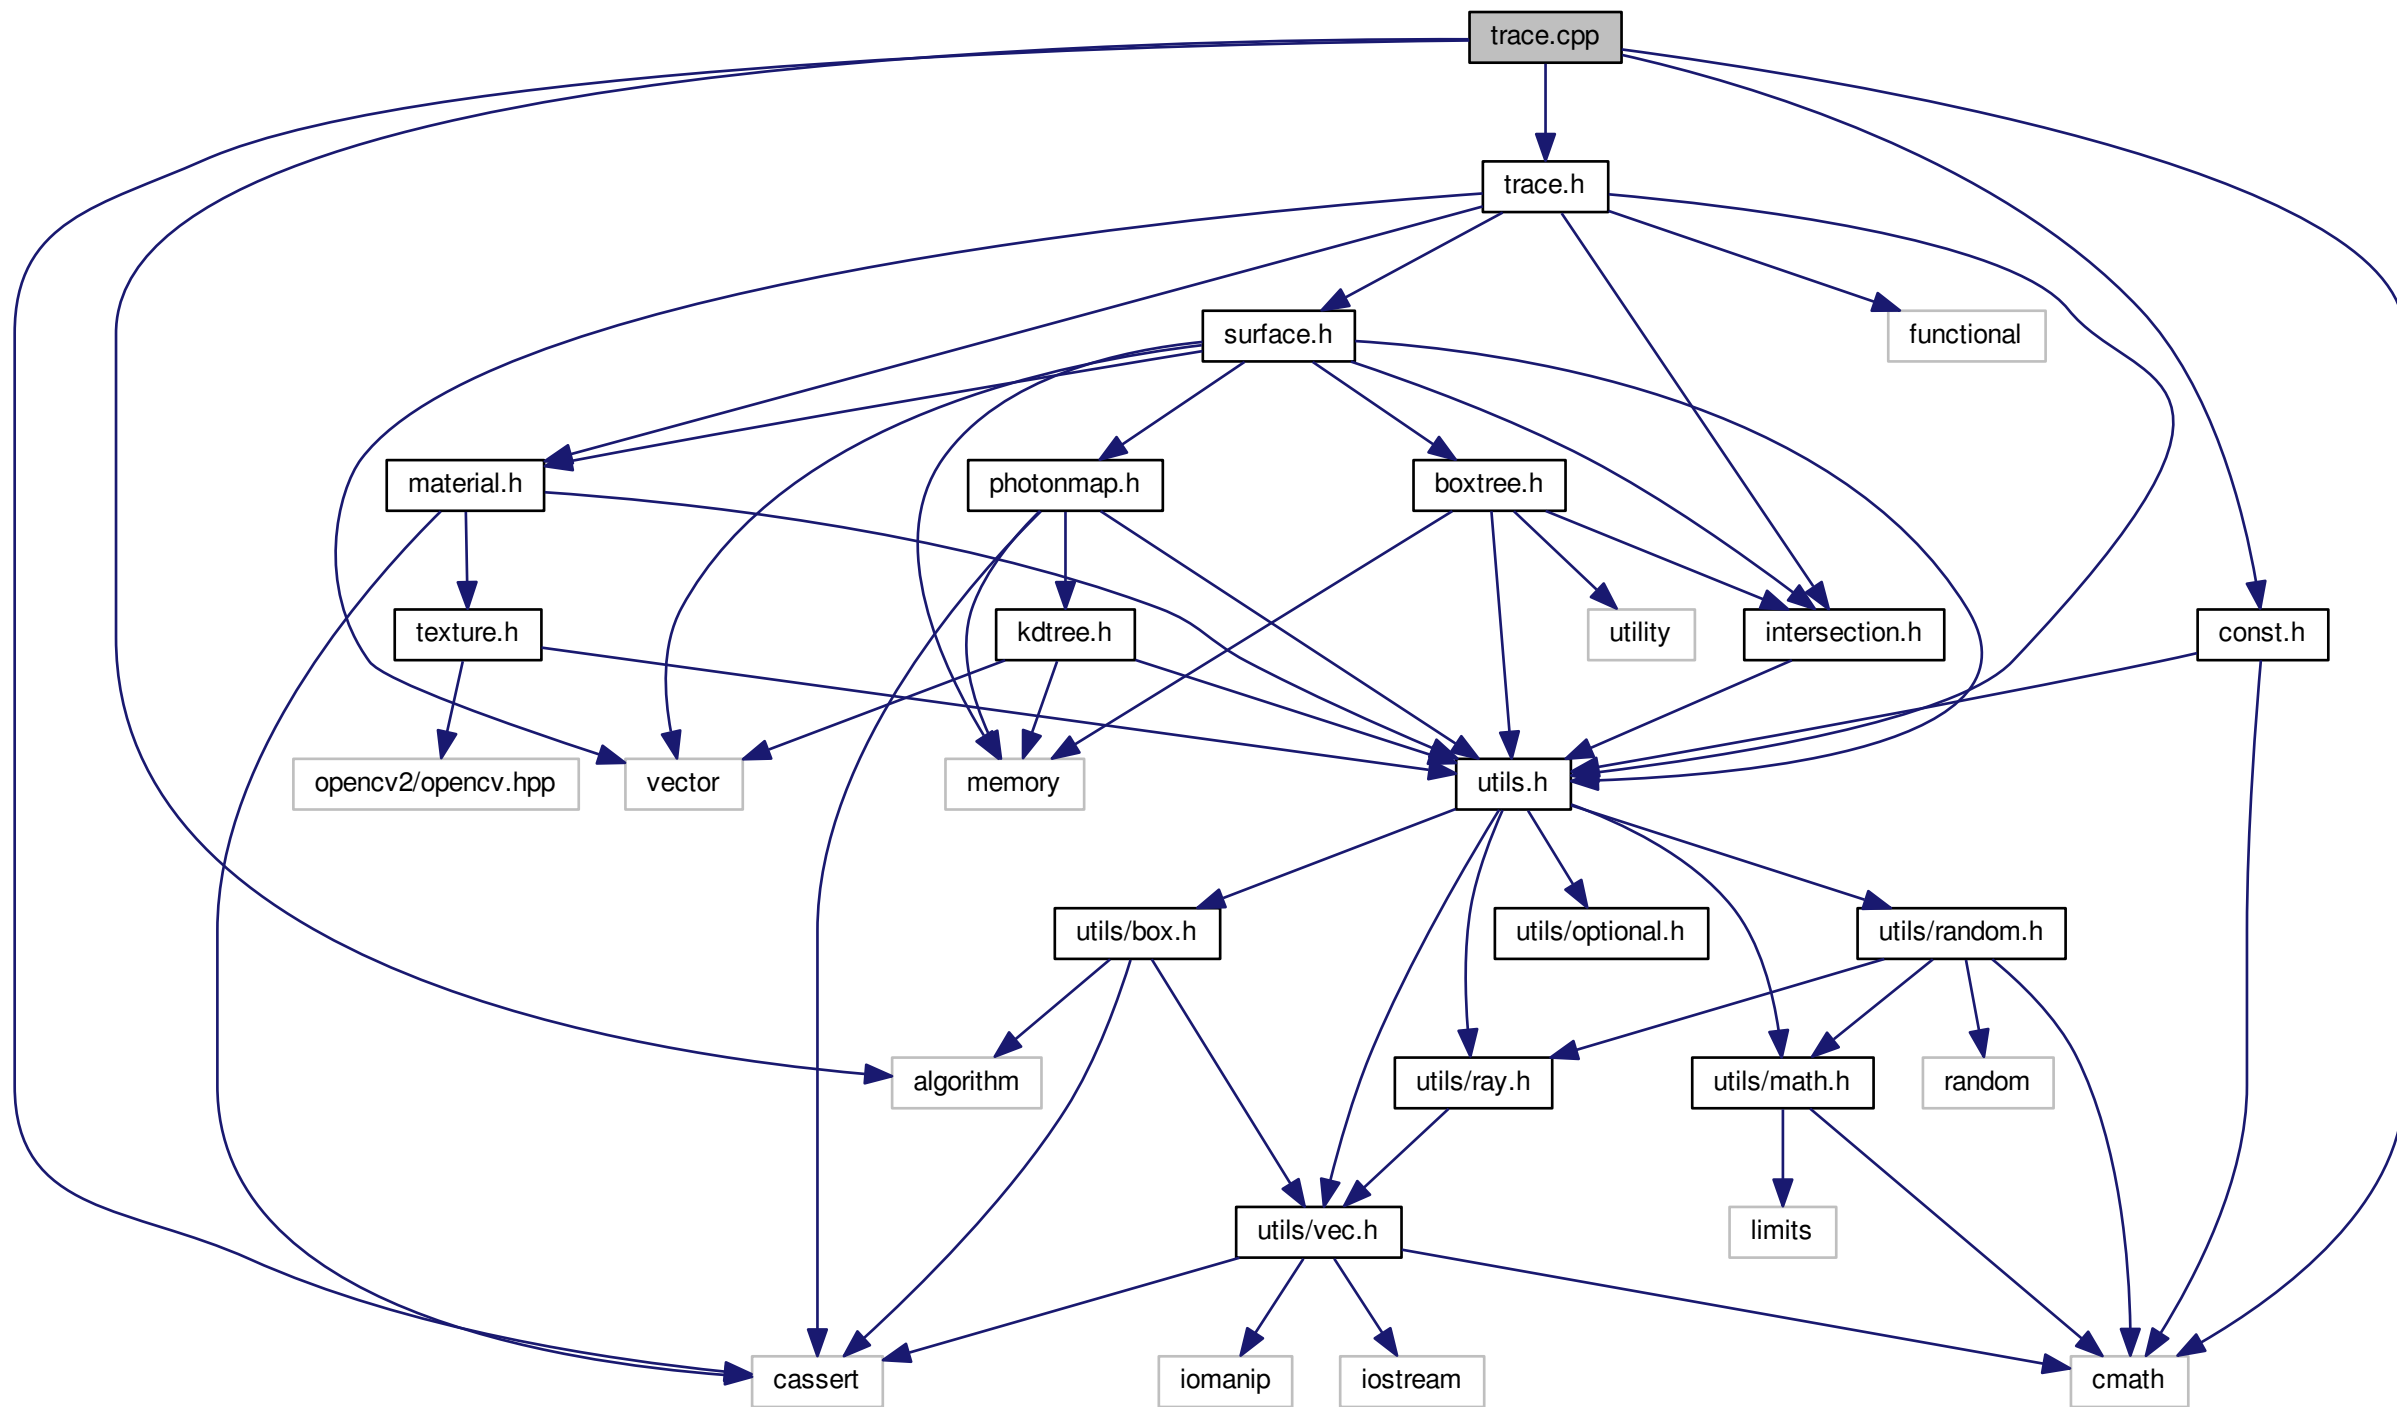 trace.cpp
trace.h
surface.h
functional
material.h
photonmap.h
boxtree.h
texture.h
kdtree.h
utility
intersection.h
const.h
opencv2/opencv.hpp
vector
memory
utils.h
utils/box.h
utils/optional.h
utils/random.h
algorithm
utils/ray.h
utils/math.h
random
utils/vec.h
limits
cassert
iomanip
iostream
cmath